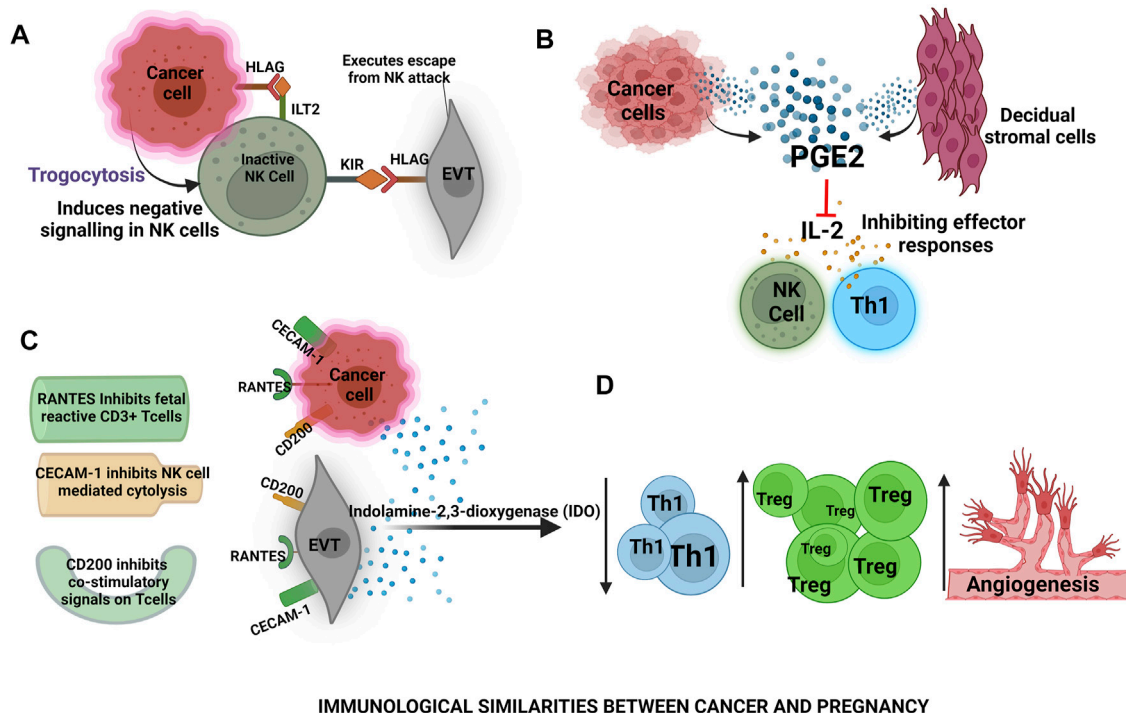 A
Cancer
cell
HLAG
ILT2
Executes escape
from NK attack
Trogocytosis
Inactive
NK Cell
KIR
HLAG
EVT
Induces negative
signalling in NK cells
B
Cancer
cells
Decidual
stromal cells
PGE2
IL-2
Inhibiting effector
responses
NK
Cell
Th1
C
RANTES Inhibits fetal
reactive CD3+ Tcells
CECAM-1 inhibits NK cell
mediated cytolysis
CD200 inhibits
co-stimulatory
signals on Tcells
CECAM-1
RANTES
Cancer
cell
CD200
CD200
RANTES
EVT
CECAM-1
Indolamine-2,3-dioxygenase (IDO)
D
Th1
Th1
Th1
Treg
Treg
Treg
Treg
Treg
Treg
Angiogenesis
IMMUNOLOGICAL SIMILARITIES BETWEEN CANCER AND PREGNANCY